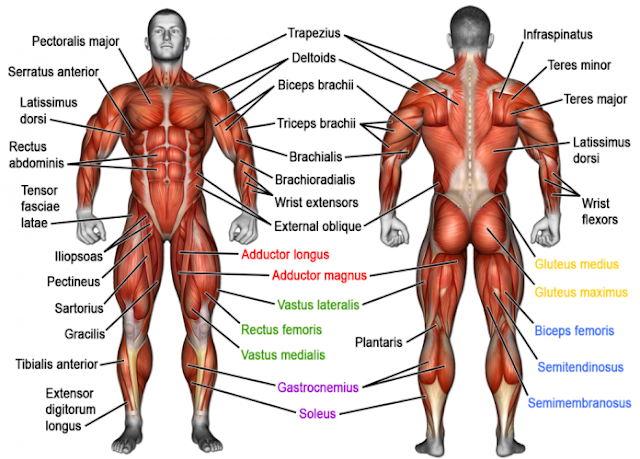 Pectoralis major
Serratus anterior
Latissimus
dorsi
Rectus
abdominis
Tensor
fasciae
latae
Iliopsoas
Pectineus
Sartorius
Gracilis
Tibialis anterior
Extensor
digitorum
longus
Trapezius
Deltoids
Biceps brachii
Triceps brachii
Brachialis
Brachioradialis
Wrist extensors
External oblique
Adductor longus
Adductor magnus
Vastus lateralis
Rectus femoris
Vastus medialis
Plantaris
Gastrocnemius
Soleus
Infraspinatus
Teres minor
Teres major
Latissimus
dorsi
Wrist
flexors
Gluteus medius
Gluteus maximus
Biceps femoris
Semitendinosus
Semimembranosus